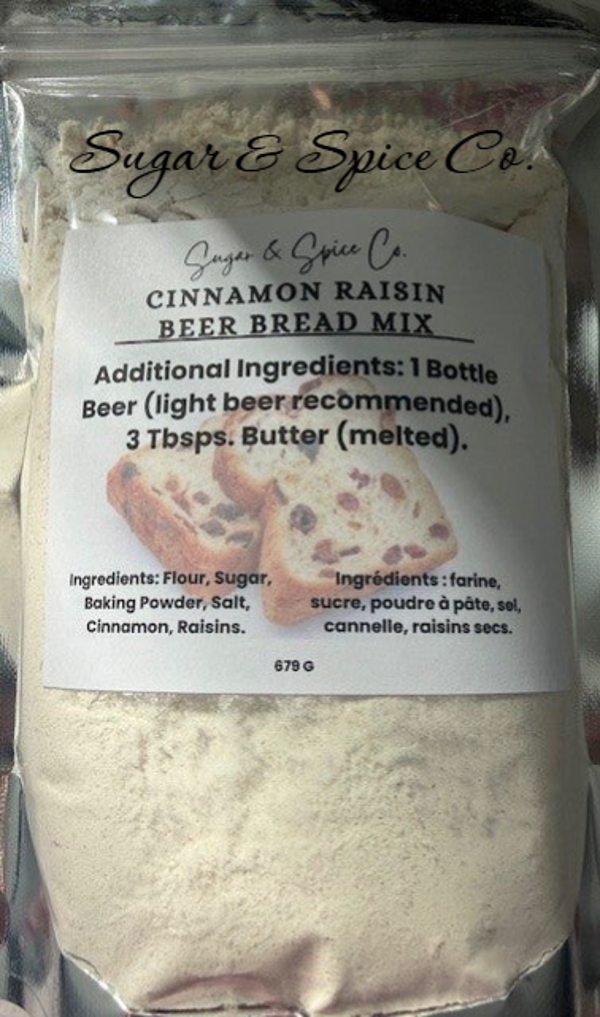 Sugar & Spice Co.
Sugar & Spice Co.
CINNAMON RAISIN
BEER BREAD MIX
Additional Ingredients: 1 Bottle
Beer (light beer recommended),
3 Tbsps. Butter (melted).
Ingredients: Flour, Sugar,
Baking Powder, Salt,
Cinnamon, Raisins.
Ingrédients : farine,
sucre, poudre à pâte, sel,
cannelle, raisins secs.
679 G